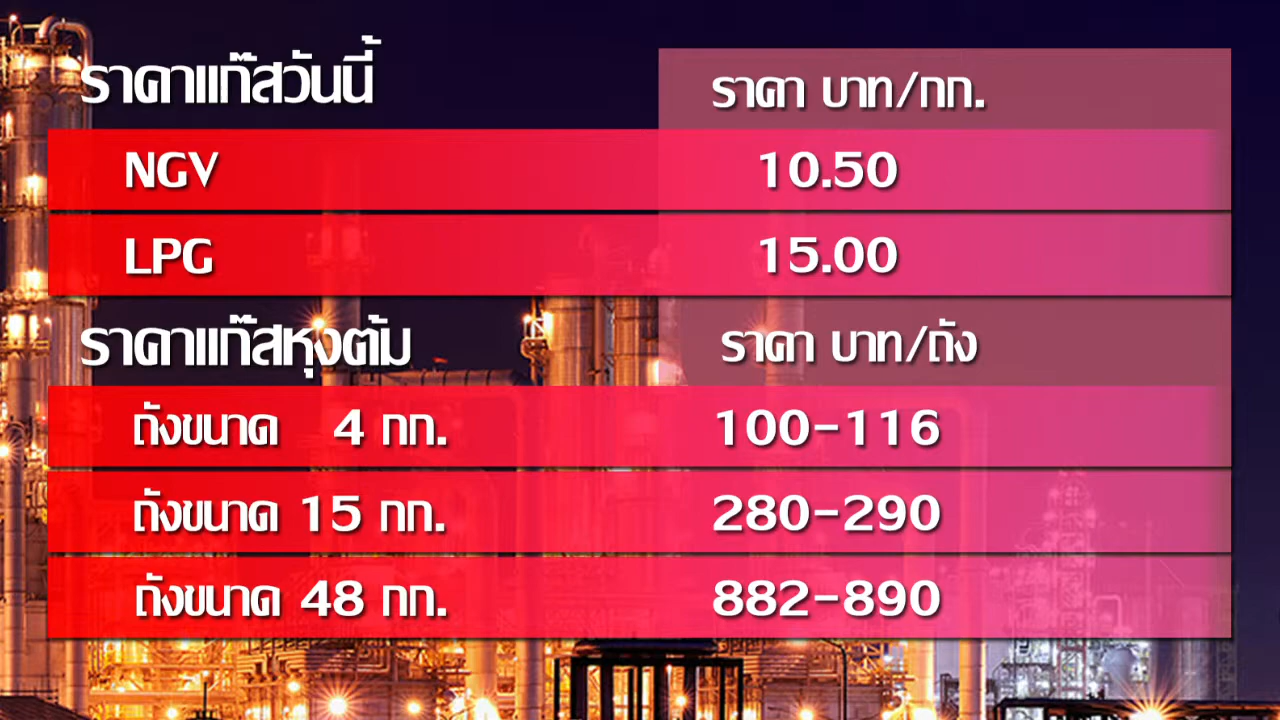 ราคาแก๊สวันนี้ ราคา บาท/กก.
NGV 10.50
LPG 15.00
ราคาแก๊สหุงต้ม ราคา บาท/ถัง
ถังขนาด 4 กก. 100-116
ถังขนาด 15 กก. 280-290
ถังขนาด 48 กก. 882-890